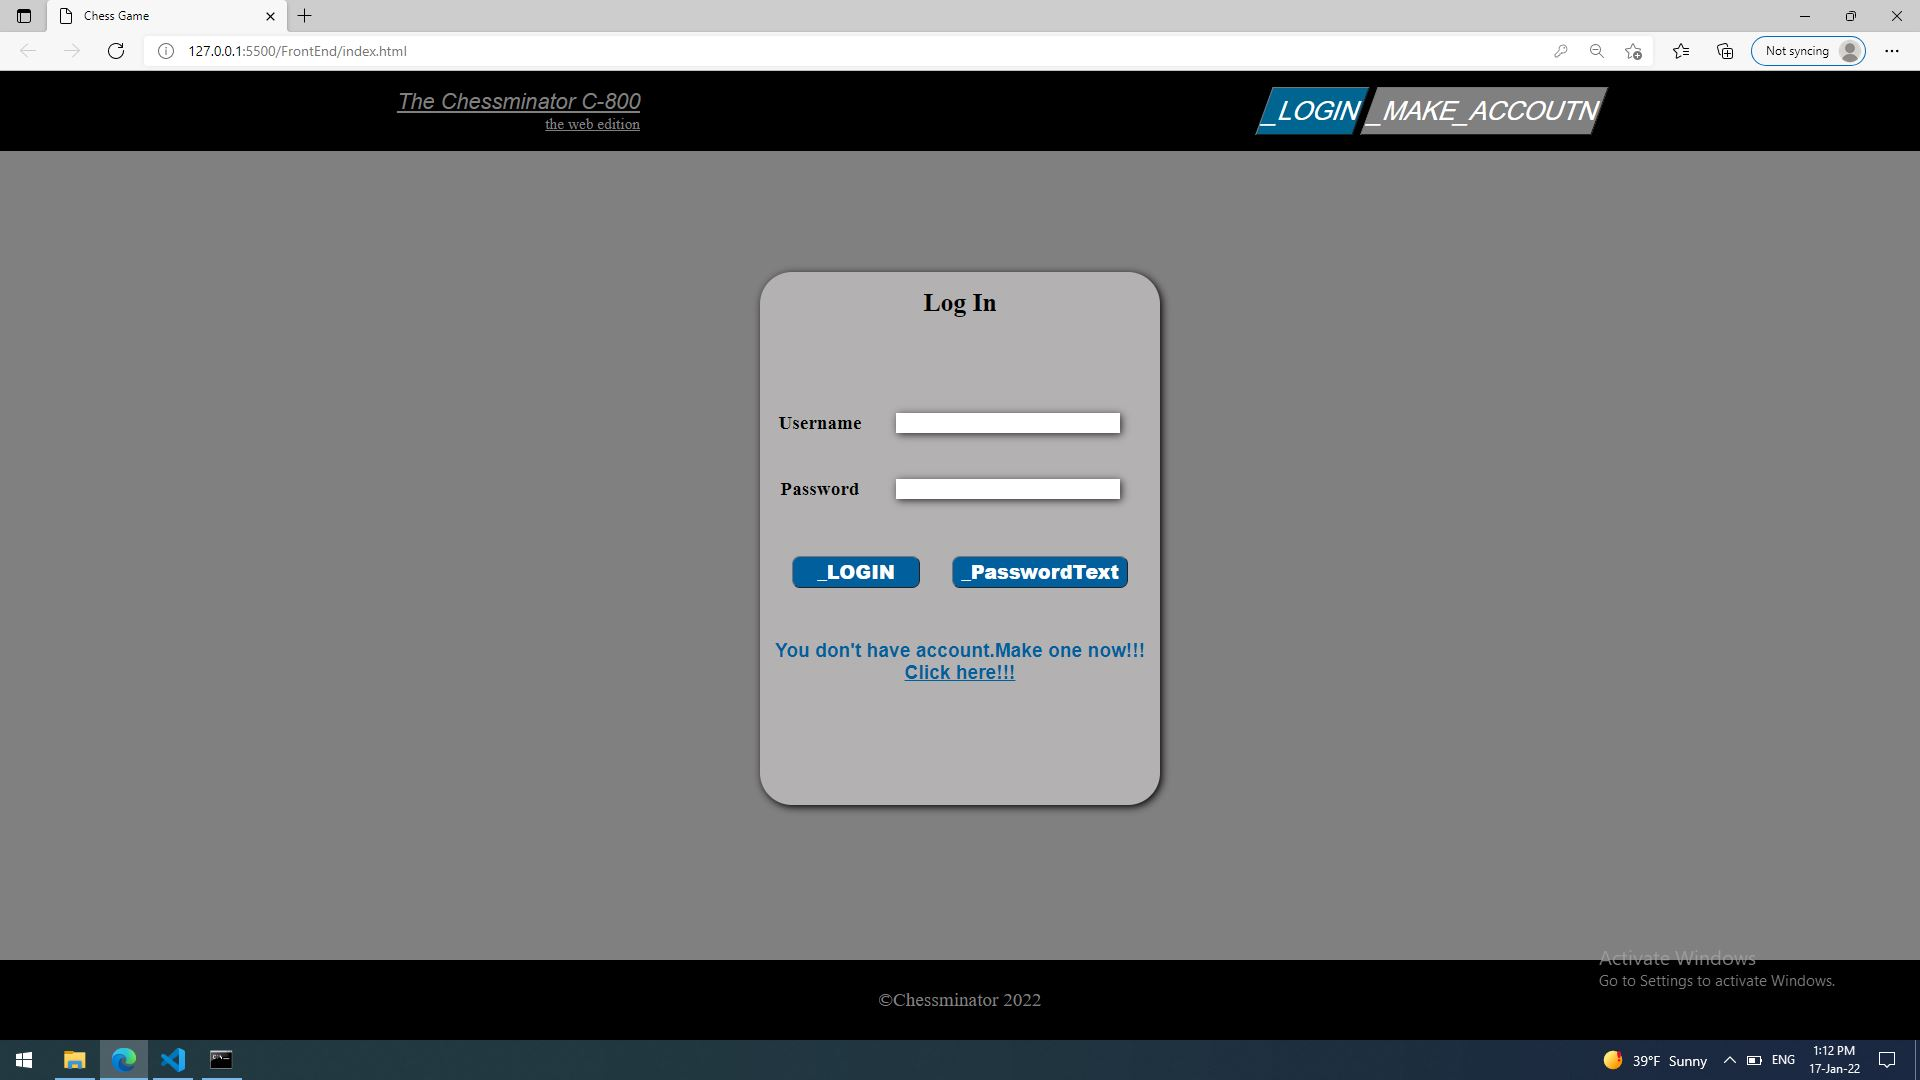 Chess Game
127.0.0.1:5500/FrontEnd/index.html
Not syncing
The Chessminator C-800
the web edition
_LOGIN
_MAKE_ACCOUTN
Log In
Username
Password
_LOGIN
_PasswordText
You don't have account.Make one now!!!
Click here!!!
Activate Windows
Go to Settings to activate Windows.
©Chessminator 2022
39°F Sunny
ENG
1:12 PM
17-Jan-22